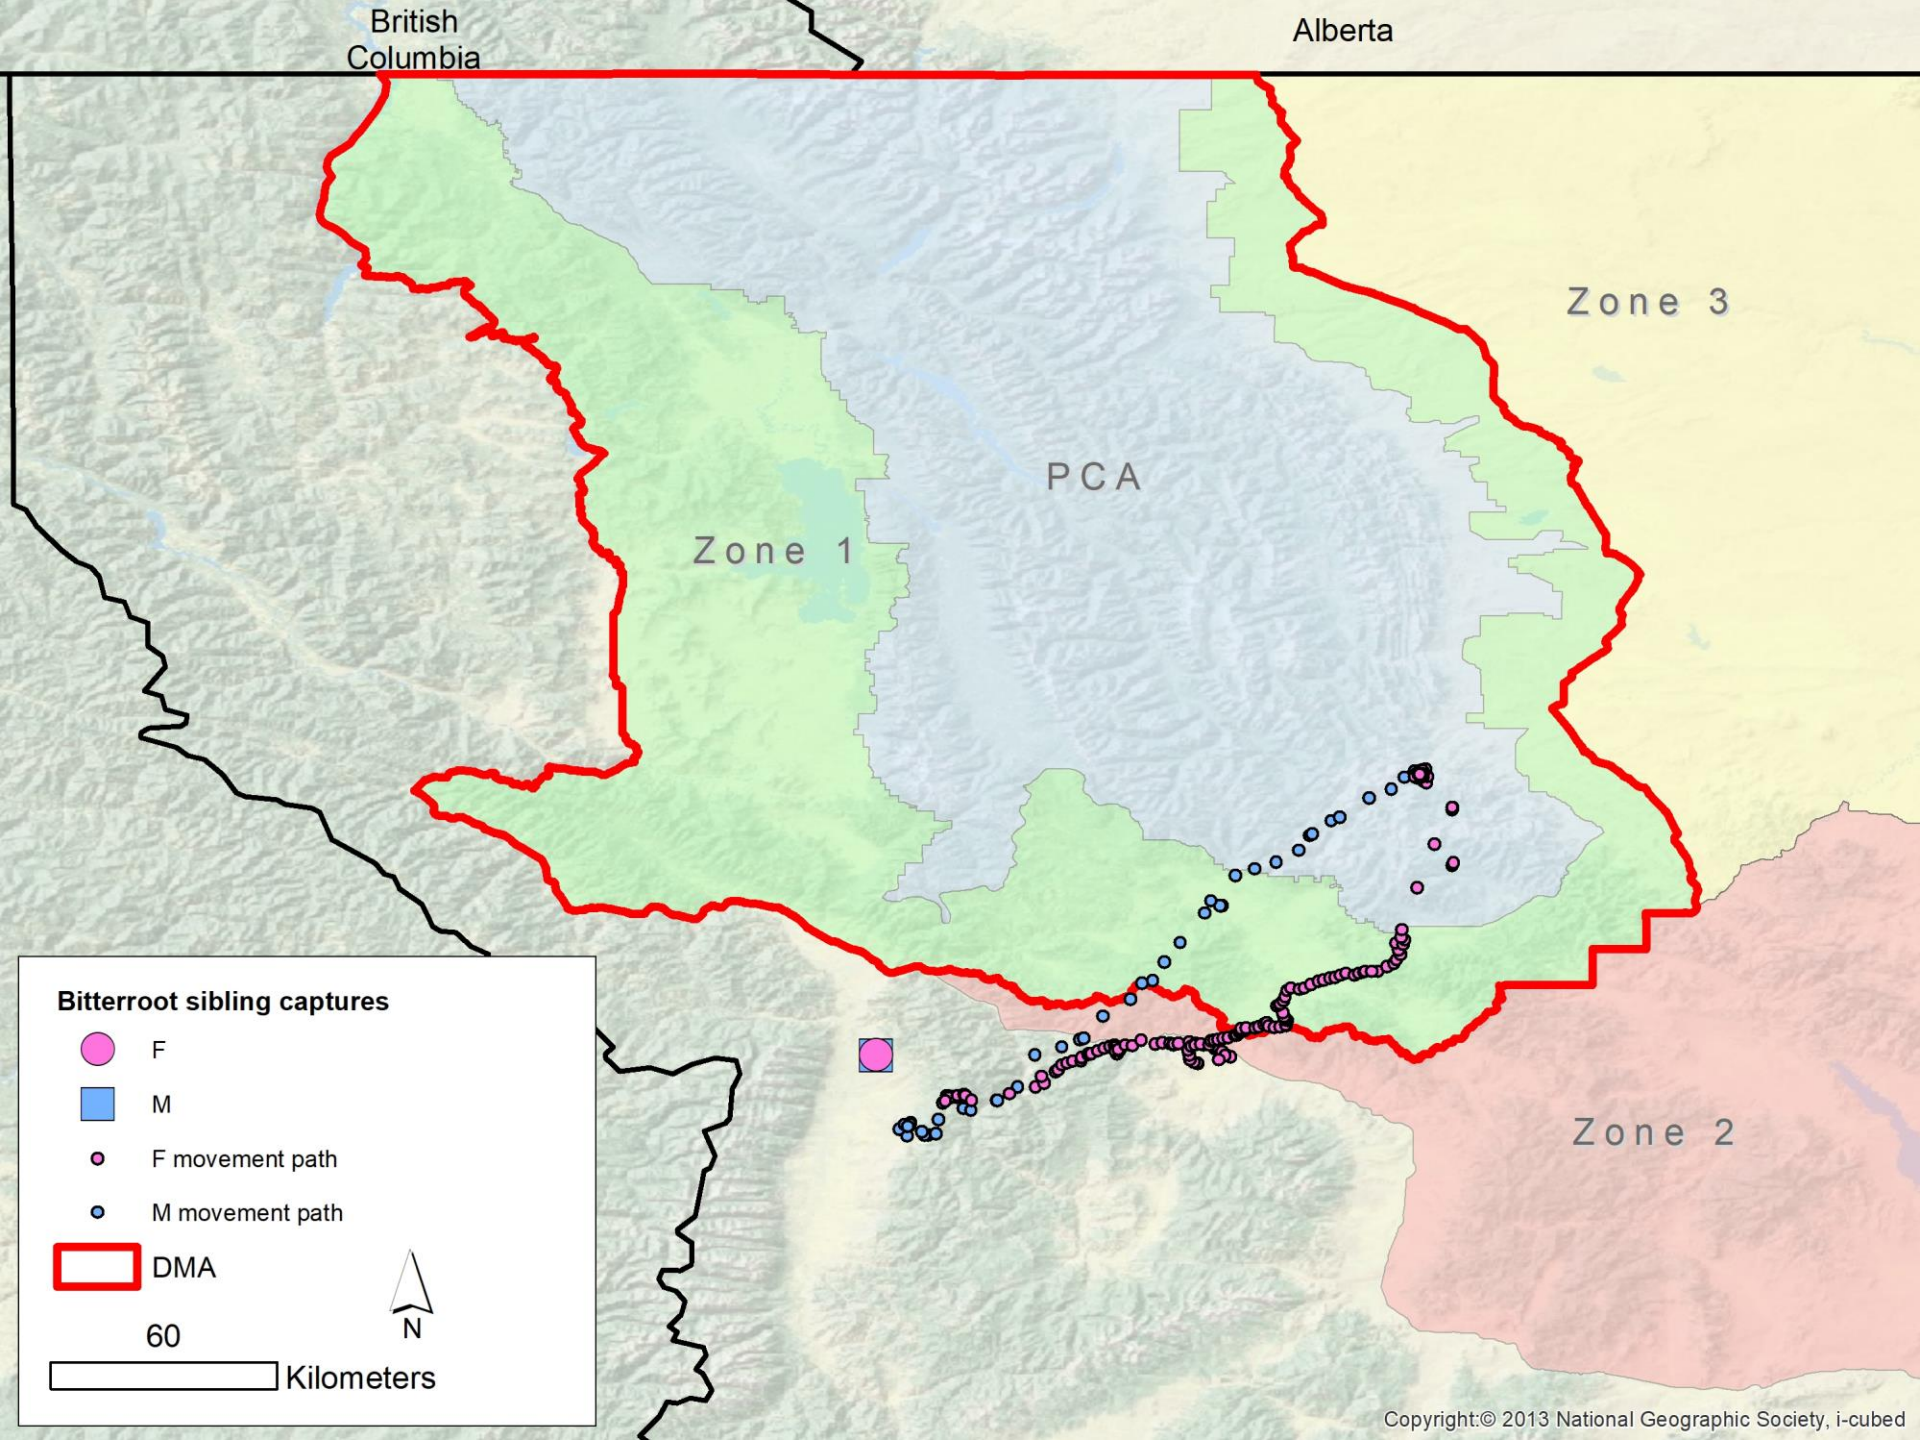 British
Columbia
Alberta
Zone 3
PCA
Zone 1
Zone 2
Bitterroot sibling captures
F
M
F movement path
M movement path
DMA
N
60
Kilometers
Copyright:© 2013 National Geographic Society, i-cubed